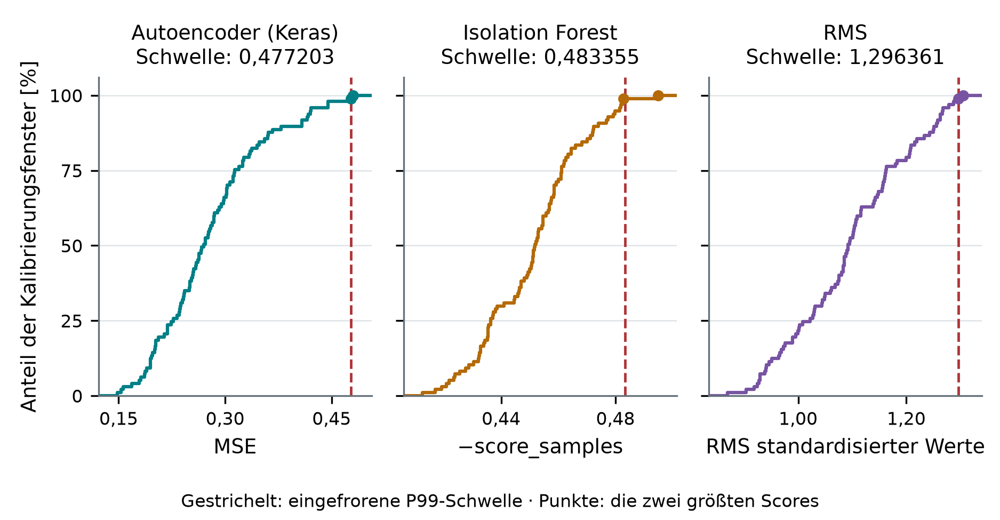 Autoencoder (Keras)
Schwelle: 0,477203
Isolation Forest
Schwelle: 0,483355
RMS
Schwelle: 1,296361
Anteil der Kalibrierungsfenster [%]
100
75
50
25
0
0,15 0,30 0,45
MSE
0,44 0,48
−score_samples
1,00 1,20
RMS standardisierter Werte
Gestrichelt: eingefrorene P99-Schwelle · Punkte: die zwei größten Scores